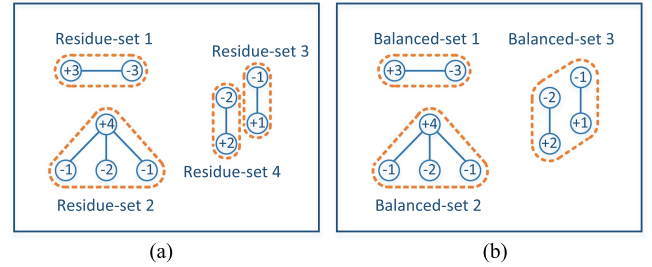 Residue-set 1
Residue-set 3
+3 -3
-1
-2
+4
+1
+2
-1 -2 -1
Residue-set 4
Residue-set 2
(a)
Balanced-set 1
Balanced-set 3
+3 -3
-1
-2
+4
+1
+2
-1 -2 -1
Balanced-set 2
(b)